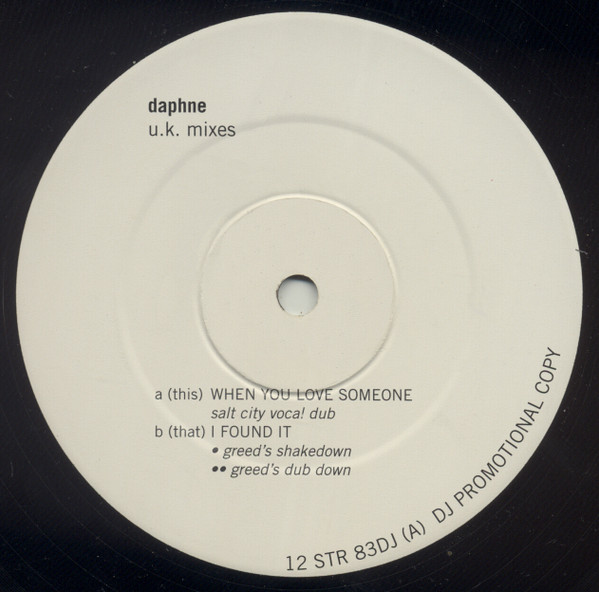 daphne
u.k. mixes
a (this) WHEN YOU LOVE SOMEONE
salt city voca! dub
b (that) I FOUND IT
• greed's shakedown
•• greed's dub down
12 STR 83DJ (A) DJ PROMOTIONAL COPY